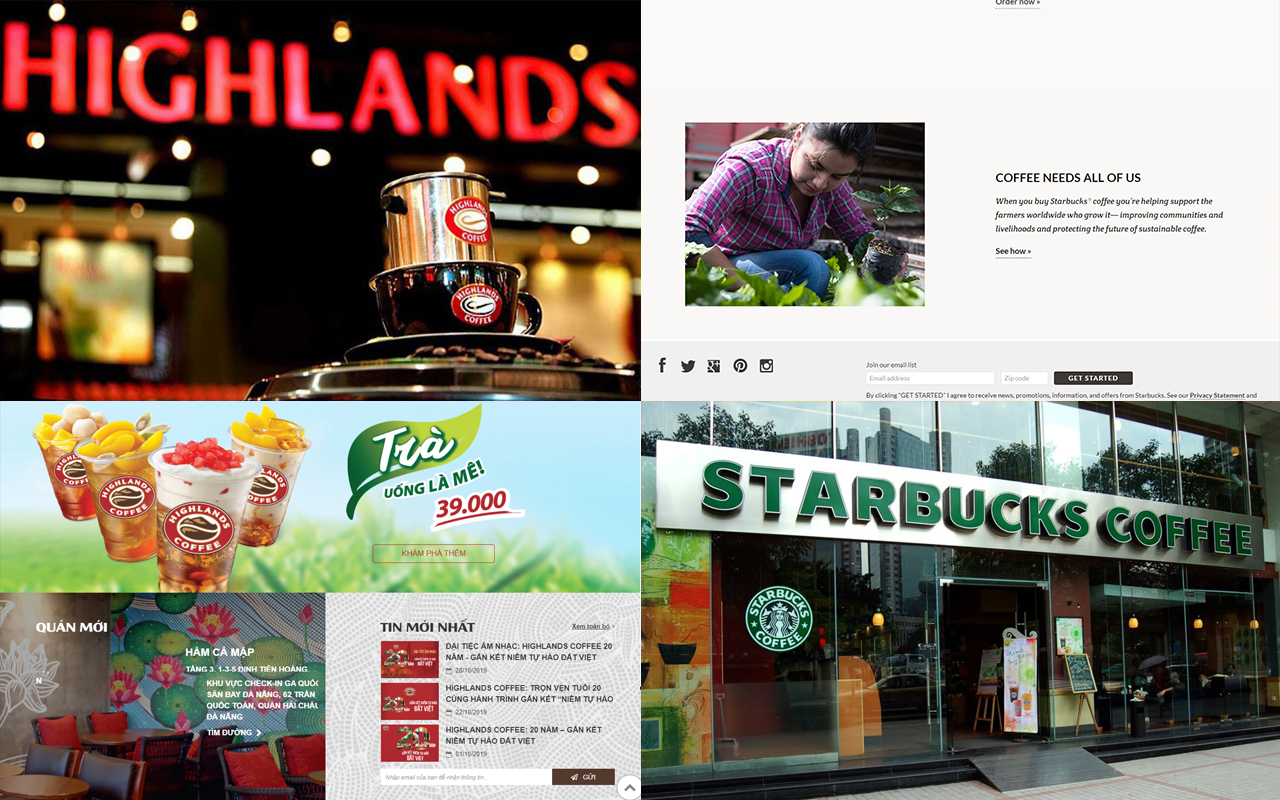 HIGHLANDS
HIGHLANDS
COFFEE
HIGHLANDS
COFFEE
Order now »
COFFEE NEEDS ALL OF US
When you buy Starbucks® coffee you're helping support the
farmers worldwide who grow it— improving communities and
livelihoods and protecting the future of sustainable coffee.
See how »
Join our email list
Email address
Zip code
GET STARTED
By clicking "GET STARTED" I agree to receive news, promotions, information, and offers from Starbucks. See our Privacy Statement and
Trà
UỐNG LÀ MÊ!
39.000
KHÁM PHÁ THÊM
HIGHLANDS
COFFEE
HIGHLANDS
COFFEE
HIGHLANDS
COFFEE
QUÁN MỚI
HÀM CÁ MẬP
TẦNG 3, 1-3-5 ĐINH TIÊN HOÀNG
N
KHU VỰC CHECK-IN GA QUỐC
SÂN BAY ĐÀ NẴNG, 52 TRẦN
QUỐC TOẢN, QUẬN HẢI CHÂU
ĐÀ NẴNG
TÌM ĐƯỜNG
TIN MỚI NHẤT
Xem toàn bộ
ĐẠI TIỆC ÂM NHẠC: HIGHLANDS COFFEE 20
NĂM - GẮN KẾT NIỀM TỰ HÀO ĐẤT VIỆT
28/10/2019
HIGHLANDS COFFEE: TRỌN VẸN TUỔI 20
CÙNG HÀNH TRÌNH GẮN KẾT "NIỀM TỰ HÀO
22/10/2019
HIGHLANDS COFFEE: 20 NĂM – GẮN KẾT
NIỀM TỰ HÀO ĐẤT VIỆT
01/10/2019
Nhập email của bạn để nhận thông tin...
GỬI
STARBUCKS COFFEE
STARBUCKS
COFFEE